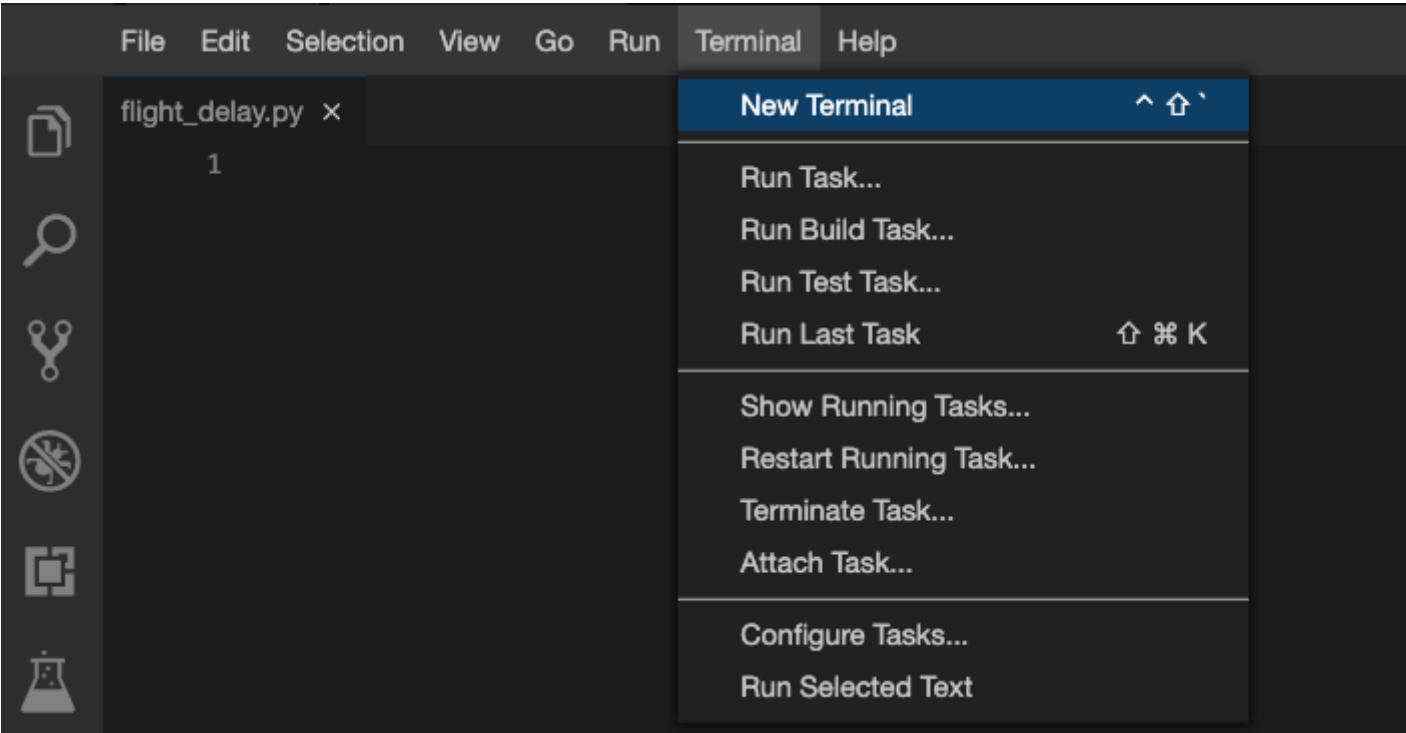 File Edit Selection View Go Run Terminal Help
flight_delay.py ×
1
New Terminal ^ ⇧ `
Run Task...
Run Build Task...
Run Test Task...
Run Last Task ⇧ ⌘ K
Show Running Tasks...
Restart Running Task...
Terminate Task...
Attach Task...
Configure Tasks...
Run Selected Text